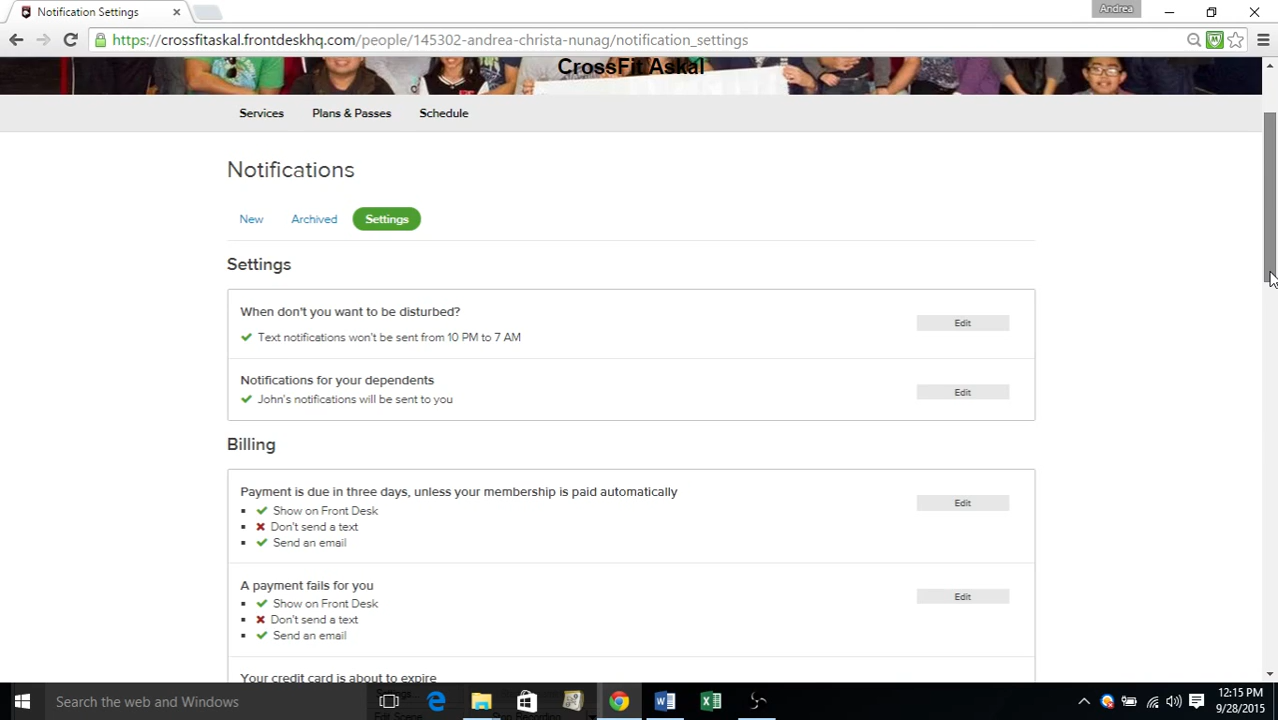 Notification Settings
Andrea
https://crossfitaskal.frontdeskhq.com/people/145302-andrea-christa-nunag/notification_settings
CrossFit Askal
Services Plans & Passes Schedule
Notifications
New Archived Settings
Settings
When don't you want to be disturbed?
Edit
Text notifications won't be sent from 10 PM to 7 AM
Notifications for your dependents
Edit
John's notifications will be sent to you
Billing
Payment is due in three days, unless your membership is paid automatically
Edit
Show on Front Desk
Don't send a text
Send an email
A payment fails for you
Edit
Show on Front Desk
Don't send a text
Send an email
Your credit card is about to expire
Search the web and Windows
Settings
Edit Scene Stop Recording
12:15 PM
9/28/2015